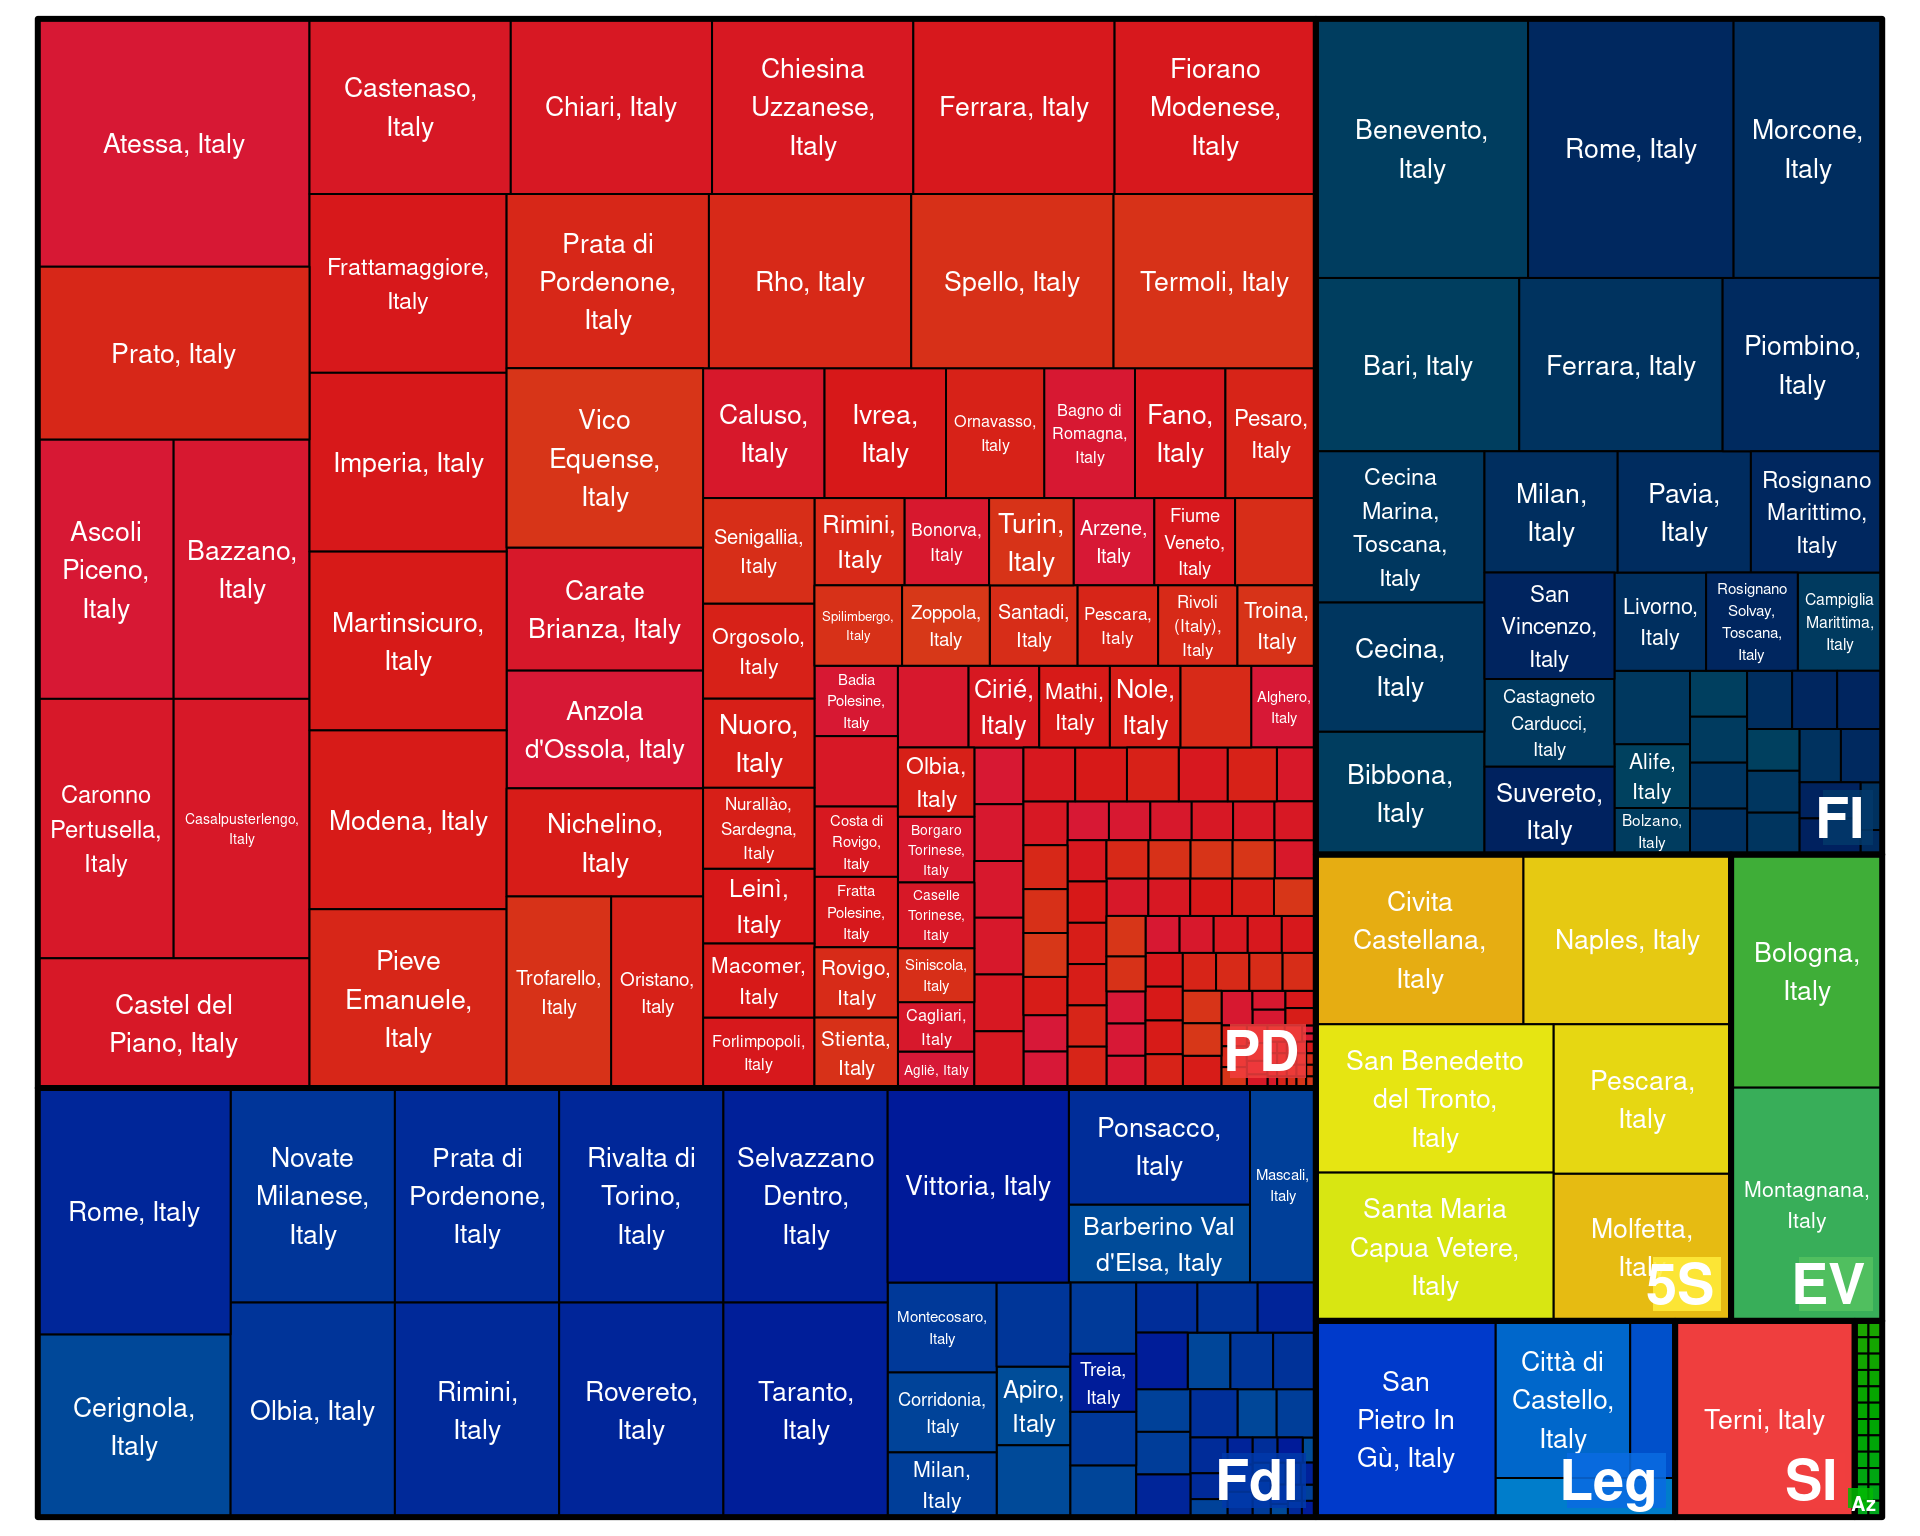 Atessa, Italy
Prato, Italy
Ascoli
Piceno,
Italy
Bazzano,
Italy
Caronno
Pertusella,
Italy
Casalpusterlengo,
Italy
Castel del
Piano, Italy
Castenaso,
Italy
Chiari, Italy
Chiesina
Uzzanese,
Italy
Ferrara, Italy
Fiorano
Modenese,
Italy
Frattamaggiore,
Italy
Imperia, Italy
Martinsicuro,
Italy
Modena, Italy
Pieve
Emanuele,
Italy
Prata di
Pordenone,
Italy
Rho, Italy
Spello, Italy
Termoli, Italy
Vico
Equense,
Italy
Carate
Brianza, Italy
Anzola
d'Ossola, Italy
Nichelino,
Italy
Trofarello,
Italy
Oristano,
Italy
Caluso,
Italy
Ivrea,
Italy
Ornavasso,
Italy
Bagno di
Romagna,
Italy
Fano,
Italy
Pesaro,
Italy
Senigallia,
Italy
Orgosolo,
Italy
Nuoro,
Italy
Nurallào,
Sardegna,
Italy
Leinì,
Italy
Macomer,
Italy
Forlimpopoli,
Italy
Rimini,
Italy
Bonorva,
Italy
Turin,
Italy
Arzene,
Italy
Fiume
Veneto,
Italy
Spilimbergo,
Italy
Zoppola,
Italy
Santadi,
Italy
Pescara,
Italy
Rivoli
(Italy),
Italy
Troina,
Italy
Badia
Polesine,
Italy
Costa di
Rovigo,
Italy
Fratta
Polesine,
Italy
Rovigo,
Italy
Stienta,
Italy
Cirié,
Italy
Mathi,
Italy
Nole,
Italy
Alghero,
Italy
Olbia,
Italy
Borgaro
Torinese,
Italy
Caselle
Torinese,
Italy
Siniscola,
Italy
Cagliari,
Italy
Agliè, Italy
PD
Rome, Italy
Cerignola,
Italy
Novate
Milanese,
Italy
Olbia, Italy
Prata di
Pordenone,
Italy
Rimini,
Italy
Rivalta di
Torino,
Italy
Rovereto,
Italy
Selvazzano
Dentro,
Italy
Taranto,
Italy
Vittoria, Italy
Ponsacco,
Italy
Barberino Val
d'Elsa, Italy
Mascali,
Italy
Montecosaro,
Italy
Corridonia,
Italy
Milan,
Italy
Apiro,
Italy
Treia,
Italy
FdI
Benevento,
Italy
Rome, Italy
Morcone,
Italy
Bari, Italy
Ferrara, Italy
Piombino,
Italy
Cecina
Marina,
Toscana,
Italy
Cecina,
Italy
Bibbona,
Italy
Milan,
Italy
Pavia,
Italy
Rosignano
Marittimo,
Italy
San
Vincenzo,
Italy
Castagneto
Carducci,
Italy
Suvereto,
Italy
Livorno,
Italy
Rosignano
Solvay,
Toscana,
Italy
Campiglia
Marittima,
Italy
Alife,
Italy
Bolzano,
Italy
FI
Civita
Castellana,
Italy
Naples, Italy
San Benedetto
del Tronto,
Italy
Pescara,
Italy
Santa Maria
Capua Vetere,
Italy
Molfetta,
Italy
5S
Bologna,
Italy
Montagnana,
Italy
EV
San
Pietro In
Gù, Italy
Città di
Castello,
Italy
Leg
Terni, Italy
SI
Az